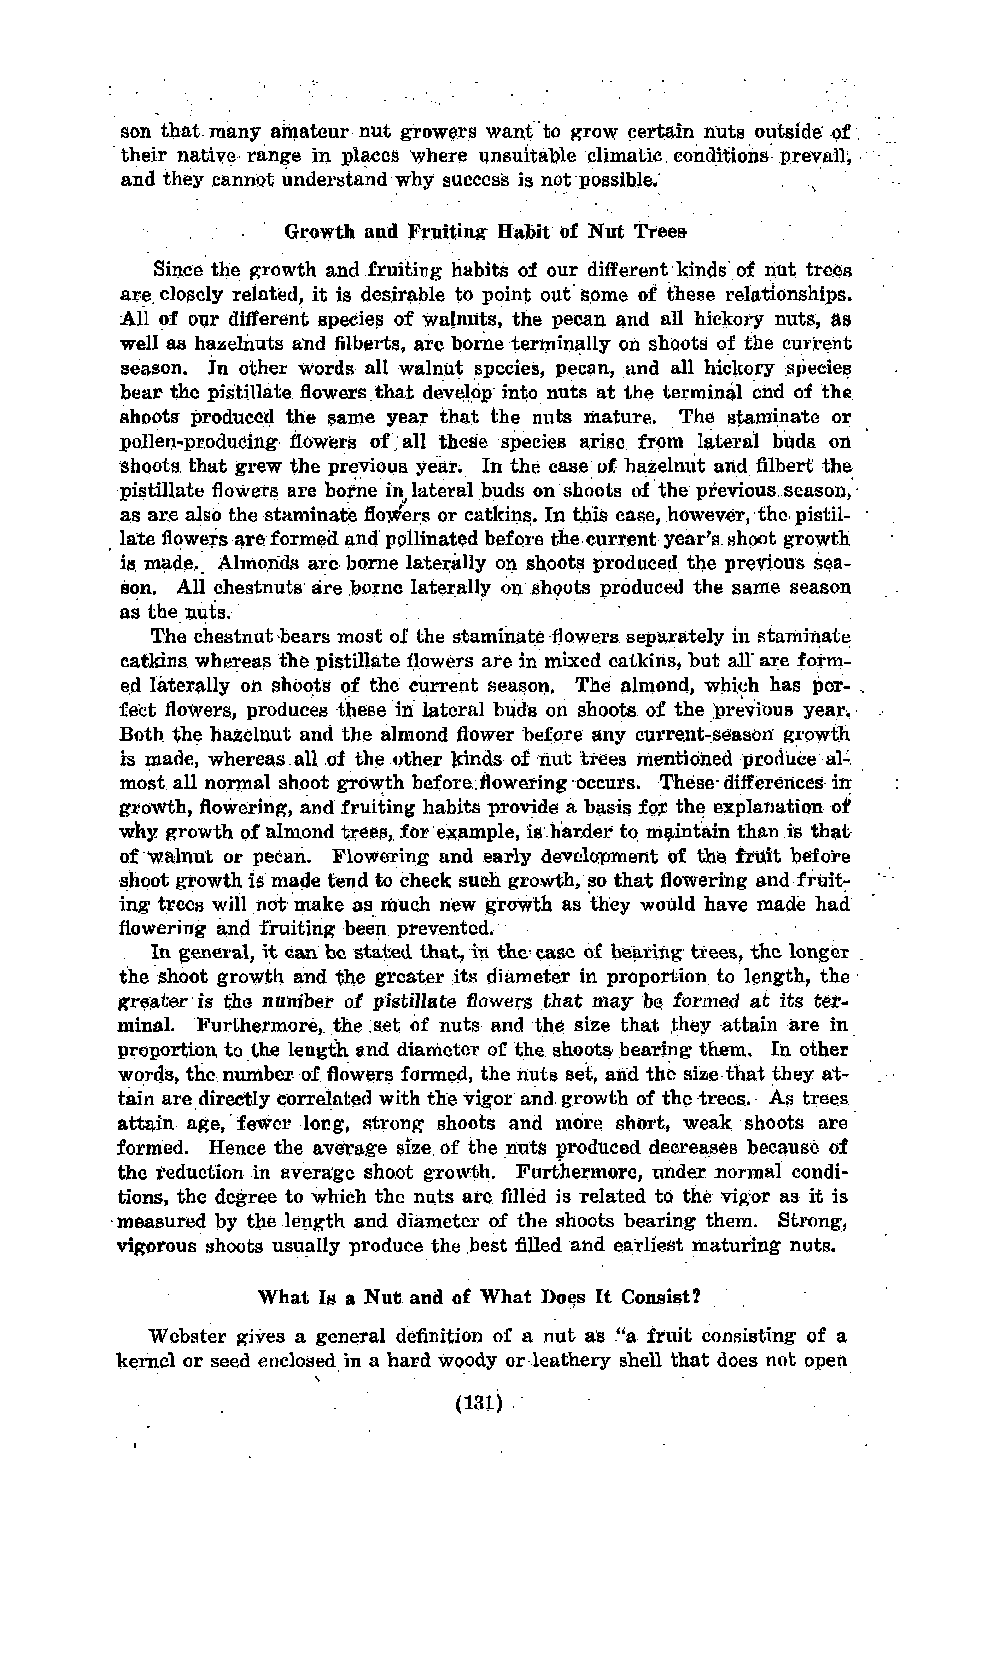 son that many amateur nut growers want to grow certain nuts outside of
their native range in places where unsuitable climatic conditions prevail,
and they cannot understand why success is not possible.
Growth and Fruiting Habit of Nut Trees
Since the growth and fruiting habits of our different kinds of nut trees
are closely related, it is desirable to point out some of these relationships.
All of our different species of walnuts, the pecan and all hickory nuts, as
well as hazelnuts and filberts, are borne terminally on shoots of the current
season. In other words all walnut species, pecan, and all hickory species
bear the pistillate flowers that develop into nuts at the terminal end of the
shoots produced the same year that the nuts mature. The staminate or
pollen-producing flowers of all these species arise from lateral buds on
shoots that grew the previous year. In the case of hazelnut and filbert the
pistillate flowers are borne in lateral buds on shoots of the previous season,
as are also the staminate flowers or catkins. In this case, however, the pistil-
late flowers are formed and pollinated before the current year's shoot growth
is made. Almonds are borne laterally on shoots produced the previous sea-
son. All chestnuts are borne laterally on shoots produced the same season
as the nuts.
The chestnut bears most of the staminate flowers separately in staminate
catkins whereas the pistillate flowers are in mixed catkins, but all are form-
ed laterally on shoots of the current season. The almond, which has per-
fect flowers, produces these in lateral buds on shoots of the previous year.
Both the hazelnut and the almond flower before any current-season growth
is made, whereas all of the other kinds of nut trees mentioned produce al-
most all normal shoot growth before flowering occurs. These differences in
growth, flowering, and fruiting habits provide a basis for the explanation of
why growth of almond trees, for example, is harder to maintain than is that
of walnut or pecan. Flowering and early development of the fruit before
shoot growth is made tend to check such growth, so that flowering and fruit-
ing trees will not make as much new growth as they would have made had
flowering and fruiting been prevented.
In general, it can be stated that, in the case of bearing trees, the longer
the shoot growth and the greater its diameter in proportion to length, the
greater is the number of pistillate flowers that may be formed at its ter-
minal. Furthermore, the set of nuts and the size that they attain are in
proportion to the length and diameter of the shoots bearing them. In other
words, the number of flowers formed, the nuts set, and the size that they at-
tain are directly correlated with the vigor and growth of the trees. As trees
attain age, fewer long, strong shoots and more short, weak shoots are
formed. Hence the average size of the nuts produced decreases because of
the reduction in average shoot growth. Furthermore, under normal condi-
tions, the degree to which the nuts are filled is related to the vigor as it is
measured by the length and diameter of the shoots bearing them. Strong,
vigorous shoots usually produce the best filled and earliest maturing nuts.
What Is a Nut and of What Does It Consist?
Webster gives a general definition of a nut as "a fruit consisting of a
kernel or seed enclosed in a hard woody or leathery shell that does not open
(131)